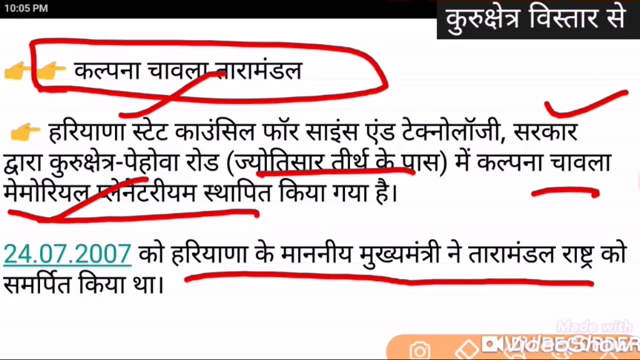 10:05 PM
कुरुक्षेत्र विस्तार से
👉👉 कल्पना चावला तारामंडल
👉 हरियाणा स्टेट काउंसिल फॉर साइंस एंड टेक्नोलॉजी, सरकार
द्वारा कुरुक्षेत्र-पेहोवा रोड (ज्योतिसार तीर्थ के पास) में कल्पना चावला
मेमोरियल प्लेनेटरीयम स्थापित किया गया है।
24.07.2007 को हरियाणा के माननीय मुख्यमंत्री ने तारामंडल राष्ट्र को
समर्पित किया था।
Made with